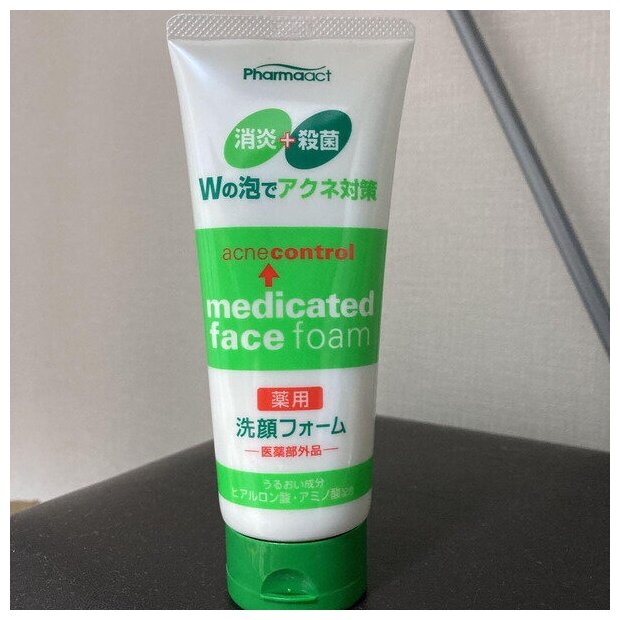 Pharmaact
消炎+殺菌
Wの泡でアクネ対策
acnecontrol
medicated
face foam
薬用
洗顔フォーム
医薬部外品
うるおい成分
ヒアルロン酸・アミノ酸配合